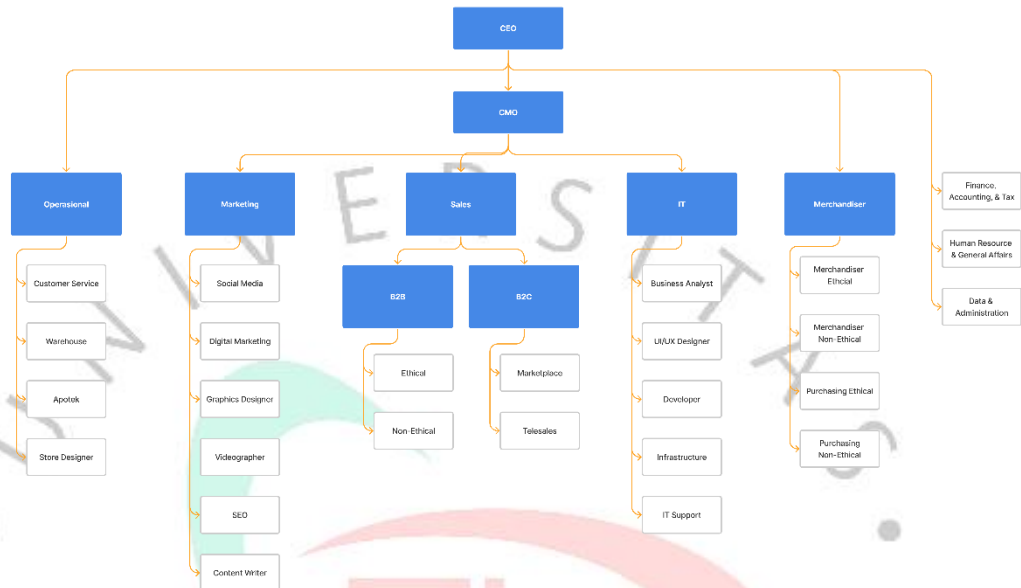 CEO
CMO
Operasional
Marketing
Sales
IT
Merchandiser
Finance,
Accounting, & Tax
Human Resource
& General Affairs
Data &
Administration
Customer Service
Warehouse
Apotek
Store Designer
Social Media
Digital Marketing
Graphics Designer
Videographer
SEO
Content Writer
B2B
B2C
Ethical
Non-Ethical
Marketplace
Telesales
Business Analyst
UI/UX Designer
Developer
Infrastructure
IT Support
Merchandiser
Ethcial
Merchandiser
Non-Ethical
Purchasing Ethical
Purchasing
Non-Ethical
UNIVERSITAS